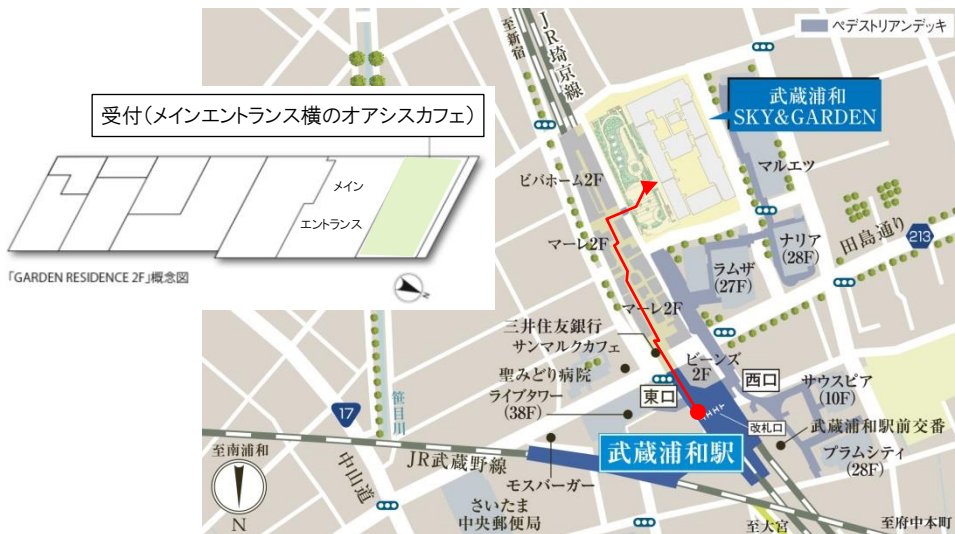 ペデストリアンデッキ
至新宿
JR埼京線
武蔵浦和
SKY&GARDEN
受付(メインエントランス横のオアシスカフェ)
メイン
エントランス
「GARDEN RESIDENCE 2F」概念図
N
ビバホーム2F
マルエツ
マーレ2F
ナリア
(28F)
田島通り
213
ラムザ
(27F)
マーレ2F
三井住友銀行
サンマルクカフェ
ビーンズ
2F
聖みどり病院
東口
西口
サウスピア
(10F)
ライブタワー
(38F)
改札口
武蔵浦和駅前交番
17
笹目川
武蔵浦和駅
プラムシティ
(28F)
至南浦和
JR武蔵野線
中山道
モスバーガー
さいたま
中央郵便局
N
至大宮
至府中本町